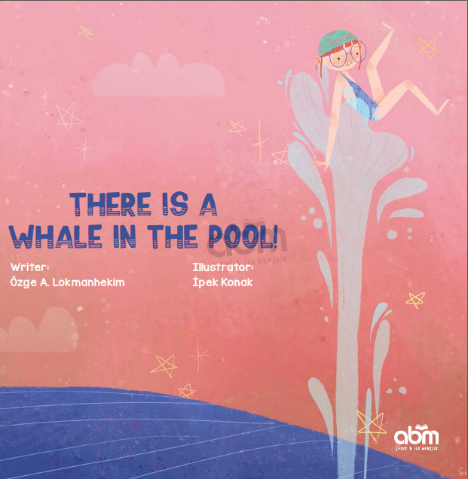 THERE IS A
WHALE IN THE POOL!
Writer:
Özge A. Lokmanhekim
Illustrator:
İpek Konak
abm